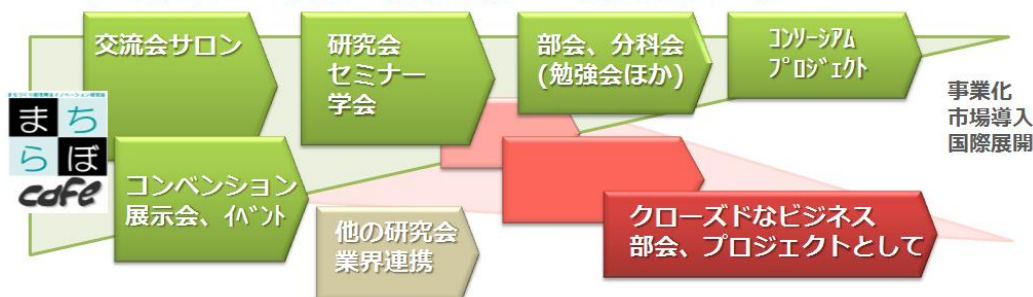 交流会サロン
研究会
セミナー
学会
部会、分科会
(勉強会ほか)
ｺﾝｿｰｼｱﾑ
ﾌﾟﾛｼﾞｪｸﾄ
事業化
市場導入
国際展開
まち
らぼ
cafe
コンベンション
展示会、ｲﾍﾞﾝﾄ
他の研究会
業界連携
クローズドなビジネス
部会、プロジェクトとして